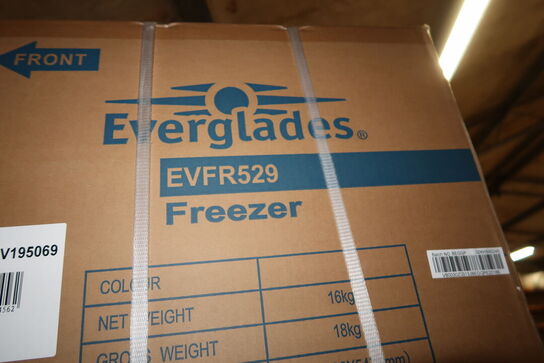 FRONT
Everglades®
EVFR529
Freezer
V195069
COLOUR
NET WEIGHT 16kg
GROSS WEIGHT 18kg